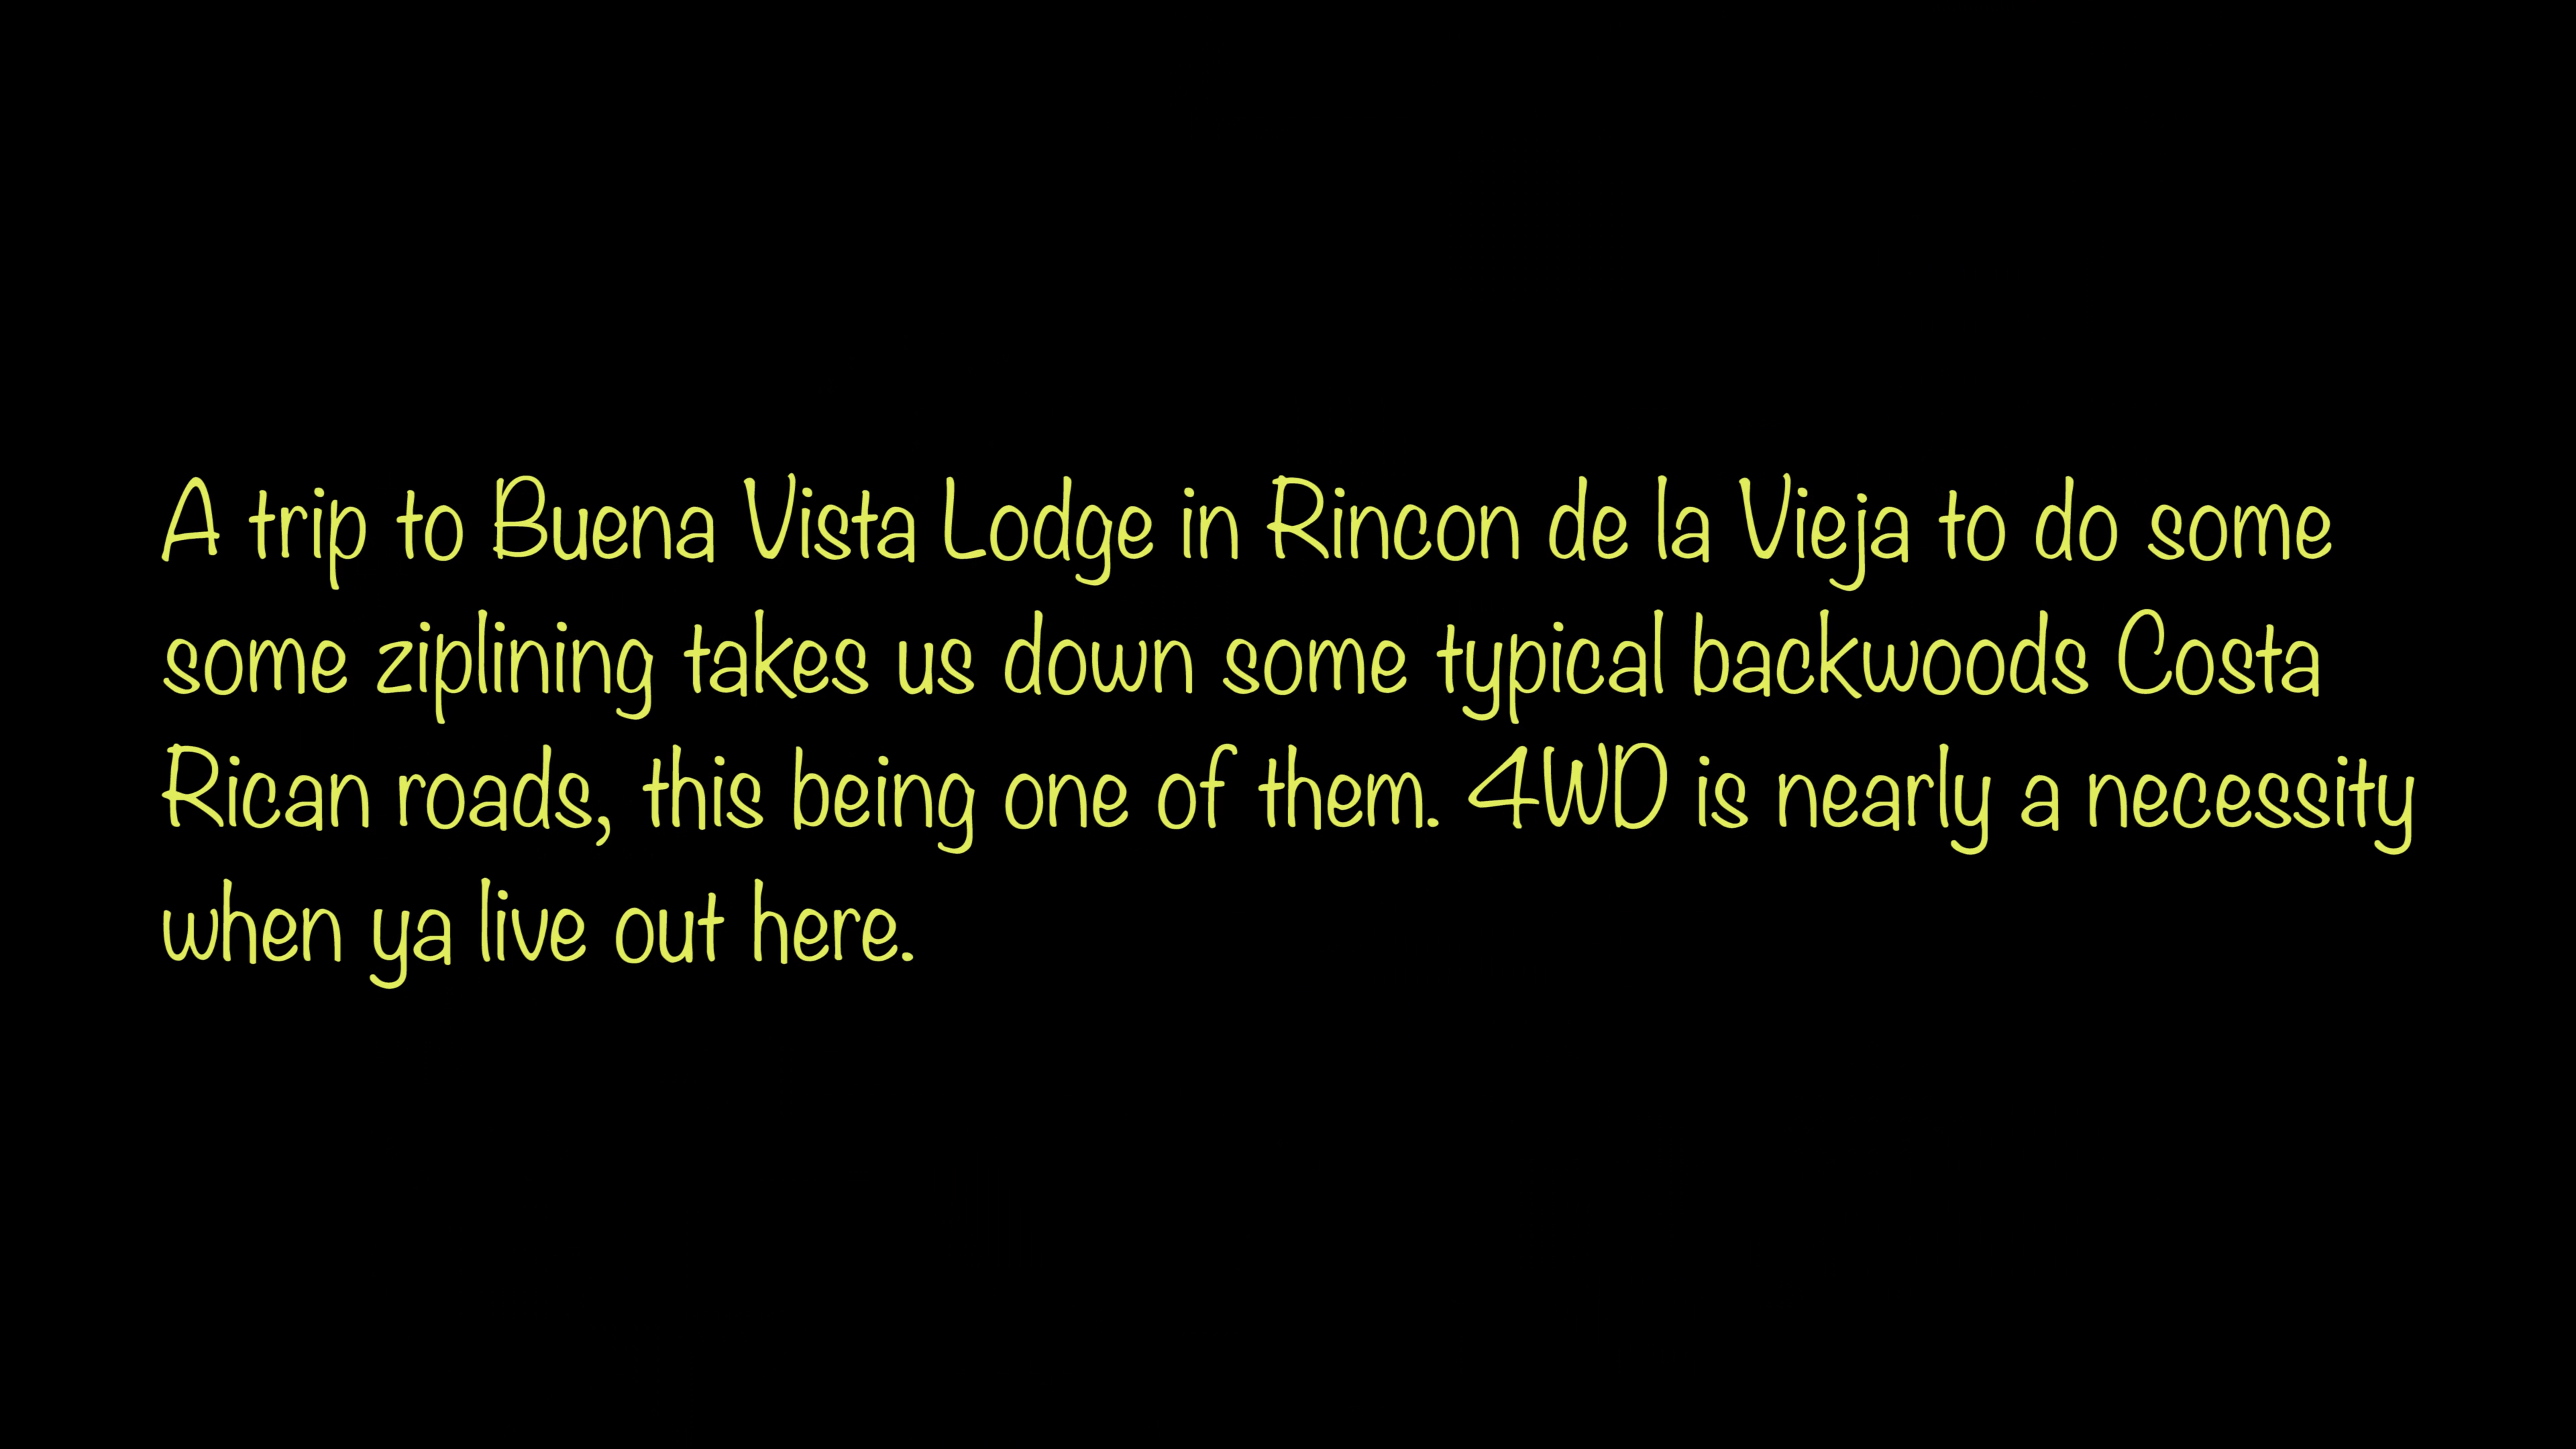 A trip to Buena Vista Lodge in Rincon de la Vieja to do some
some ziplining takes us down some typical backwoods Costa
Rican roads, this being one of them. 4WD is nearly a necessity
when ya live out here.